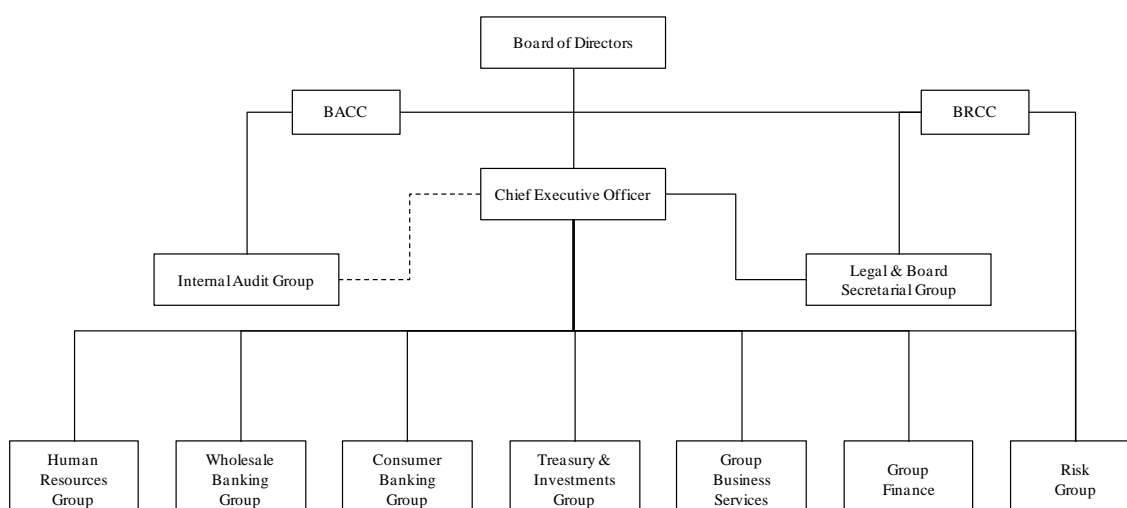 Board of Directors
BACC
BRCC
Chief Executive Officer
Internal Audit Group
Legal & Board
Secretarial Group
Human
Resources
Group
Wholesale
Banking
Group
Consumer
Banking
Group
Treasury &
Investments
Group
Group
Business
Services
Group
Finance
Risk
Group